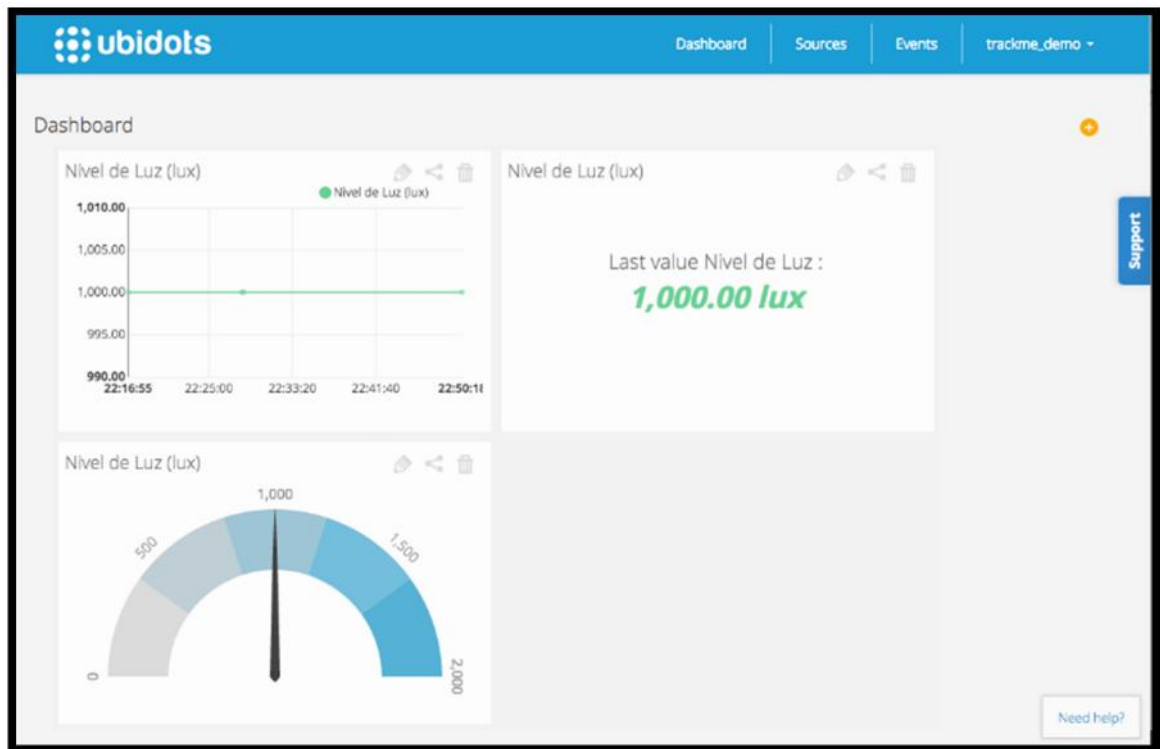 ubidots
Dashboard Sources Events trackme_demo
Dashboard
Nivel de Luz (lux)
Nivel de Luz (lux)
1,010.00
1,005.00
1,000.00
995.00
990.00
22:16:55 22:25:00 22:33:20 22:41:40 22:50:18
Nivel de Luz (lux)
Last value Nivel de Luz :
1,000.00 lux
Support
Nivel de Luz (lux)
0
500
1,000
1,500
2,000
Need help?